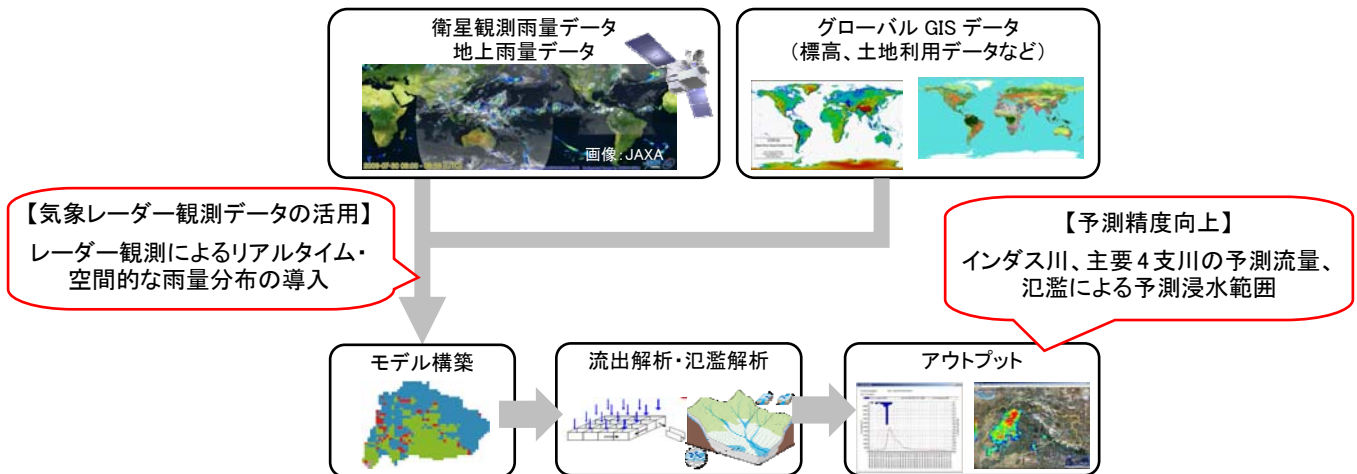 衛星観測雨量データ
地上雨量データ
画像：JAXA
グローバル GIS データ
（標高、土地利用データなど）
【気象レーダー観測データの活用】
レーダー観測によるリアルタイム・
空間的な雨量分布の導入
【予測精度向上】
インダス川、主要４支川の予測流量、
氾濫による予測浸水範囲
モデル構築
流出解析・氾濫解析
アウトプット